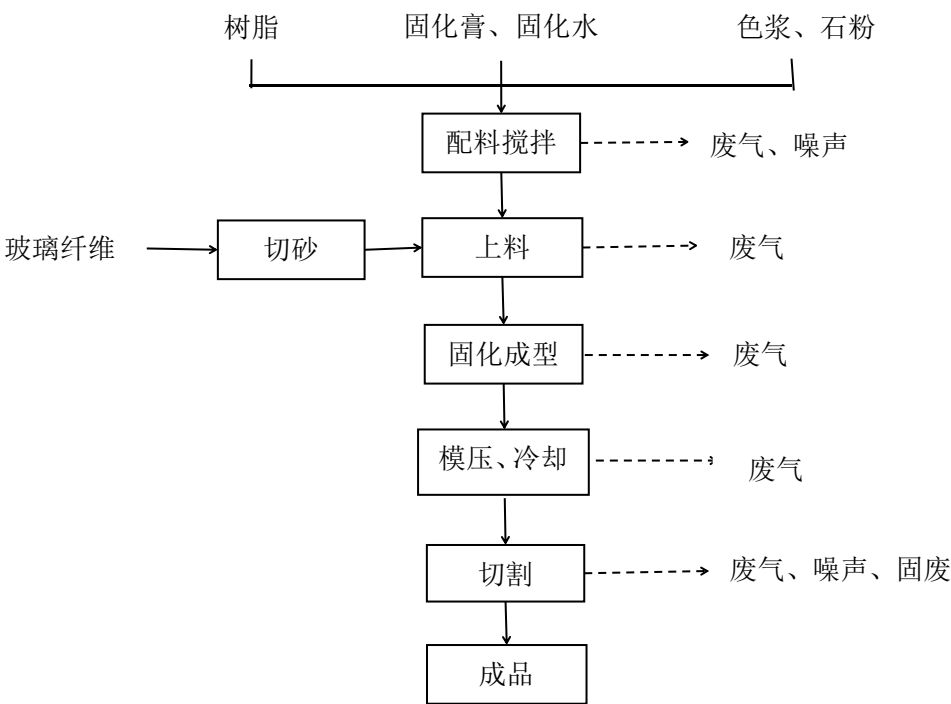 树脂
固化膏、固化水
色浆、石粉
配料搅拌
废气、噪声
玻璃纤维
切砂
上料
废气
固化成型
废气
模压、冷却
废气
切割
废气、噪声、固废
成品